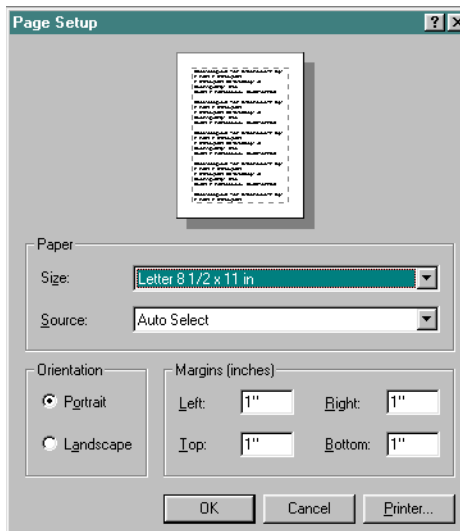 Page Setup
Paper
Size: Letter 8 1/2 x 11 in
Source: Auto Select
Orientation
Portrait
Landscape
Margins (inches)
Left: 1" Right: 1"
Top: 1" Bottom: 1"
OK Cancel Printer...